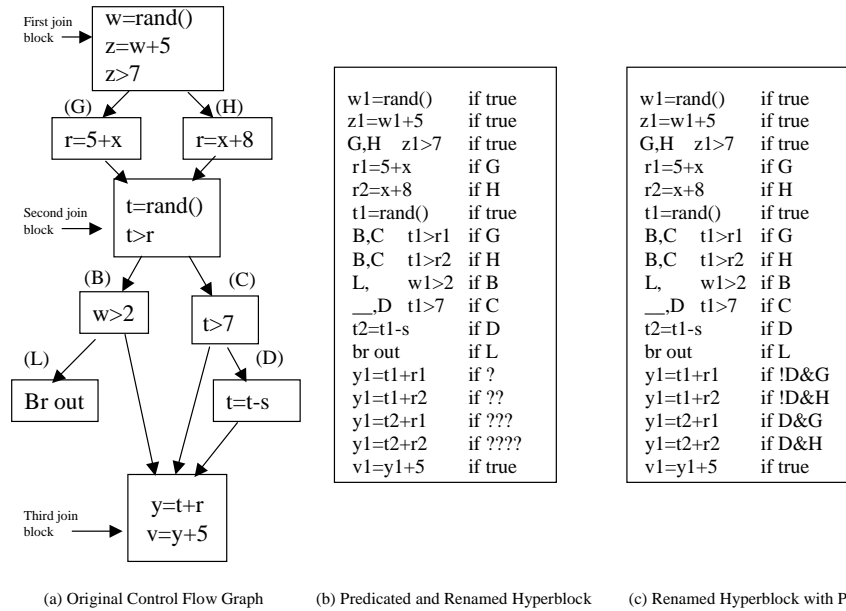 First join
block
w=rand()
z=w+5
z>7
(G)
(H)
r=5+x
r=x+8
Second join
block
t=rand()
t>r
(B)
(C)
w>2
t>7
(L)
(D)
Br out
t=t-s
Third join
block
y=t+r
v=y+5
(a) Original Control Flow Graph
w1=rand() if true
z1=w1+5 if true
G,H z1>7 if true
r1=5+x if G
r2=x+8 if H
t1=rand() if true
B,C t1>r1 if G
B,C t1>r2 if H
L, w1>2 if B
__,D t1>7 if C
t2=t1-s if D
br out if L
y1=t1+r1 if ?
y1=t1+r2 if ??
y1=t2+r1 if ???
y1=t2+r2 if ????
v1=y1+5 if true
(b) Predicated and Renamed Hyperblock
w1=rand() if true
z1=w1+5 if true
G,H z1>7 if true
r1=5+x if G
r2=x+8 if H
t1=rand() if true
B,C t1>r1 if G
B,C t1>r2 if H
L, w1>2 if B
__,D t1>7 if C
t2=t1-s if D
br out if L
y1=t1+r1 if !D&G
y1=t1+r2 if !D&H
y1=t2+r1 if D&G
y1=t2+r2 if D&H
v1=y1+5 if true
(c) Renamed Hyperblock with P